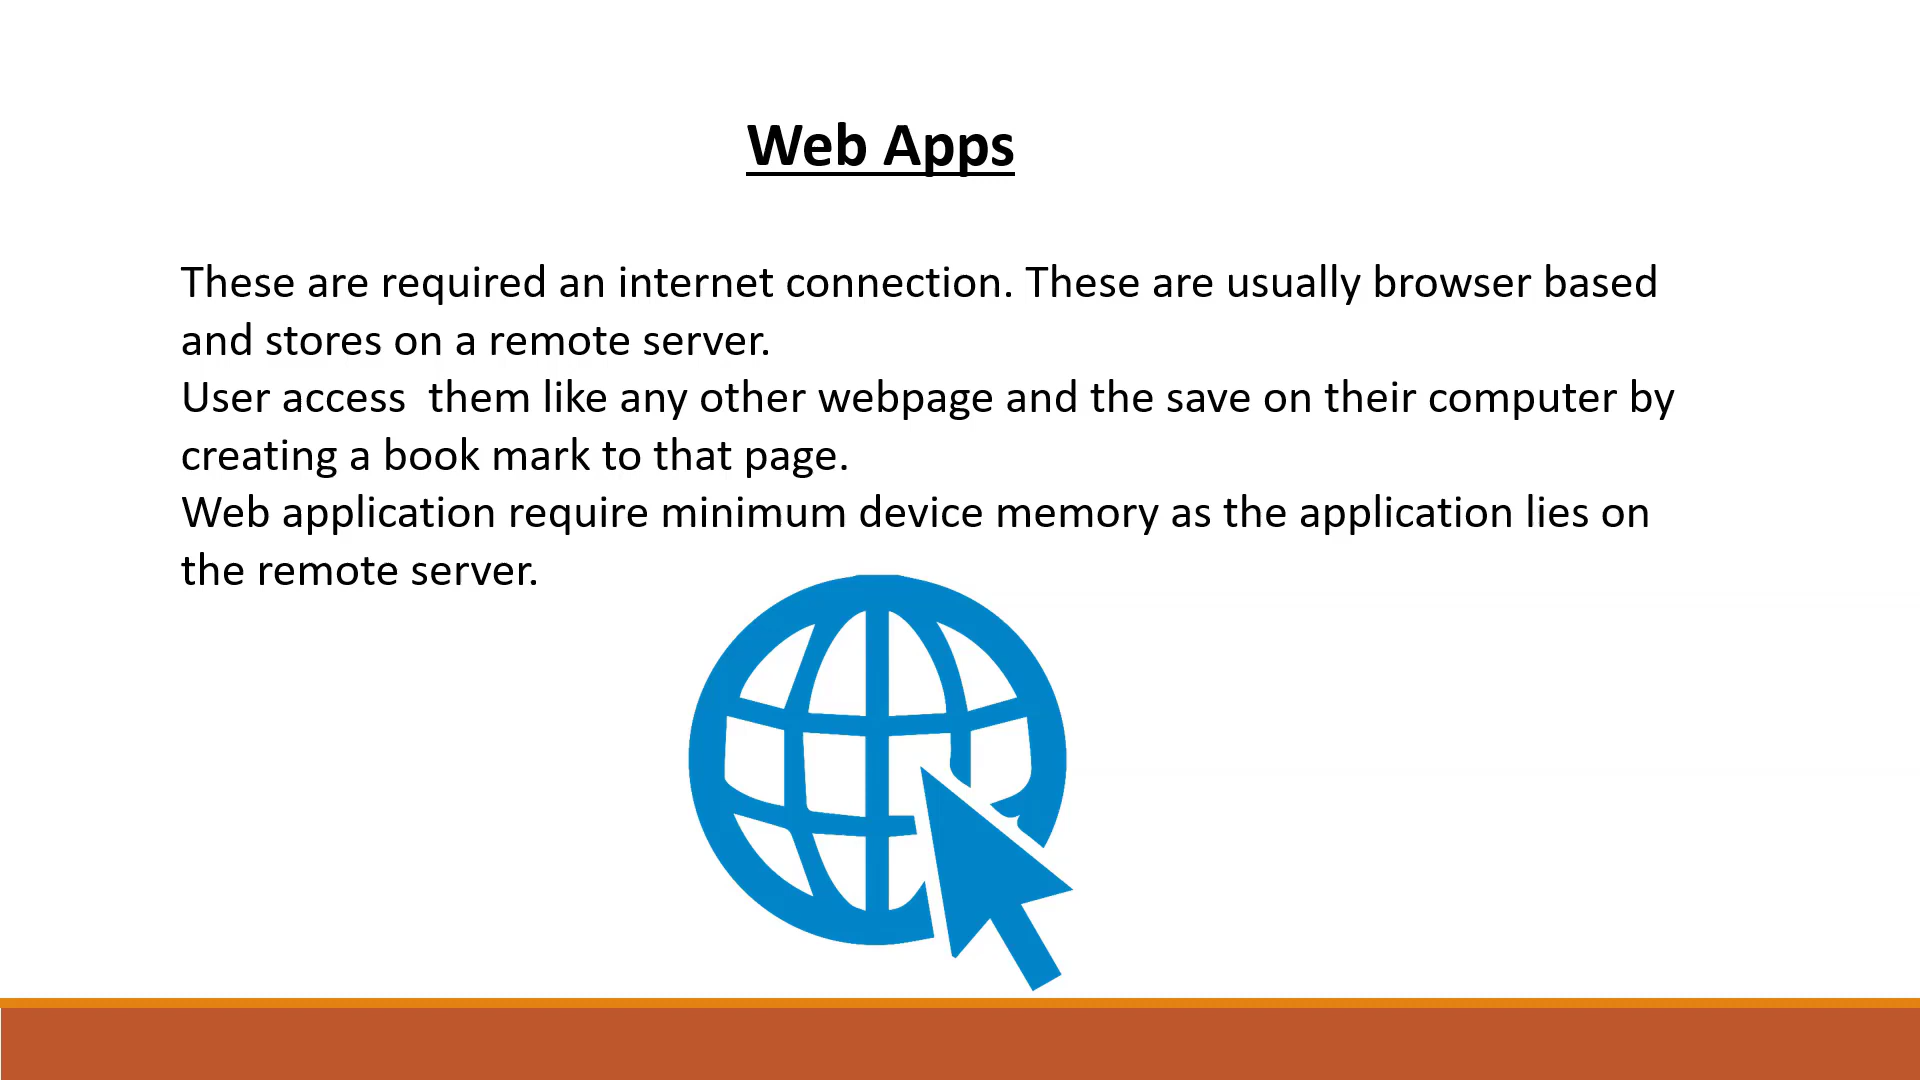 Web Apps
These are required an internet connection. These are usually browser based
and stores on a remote server.
User access  them like any other webpage and the save on their computer by
creating a book mark to that page.
Web application require minimum device memory as the application lies on
the remote server.